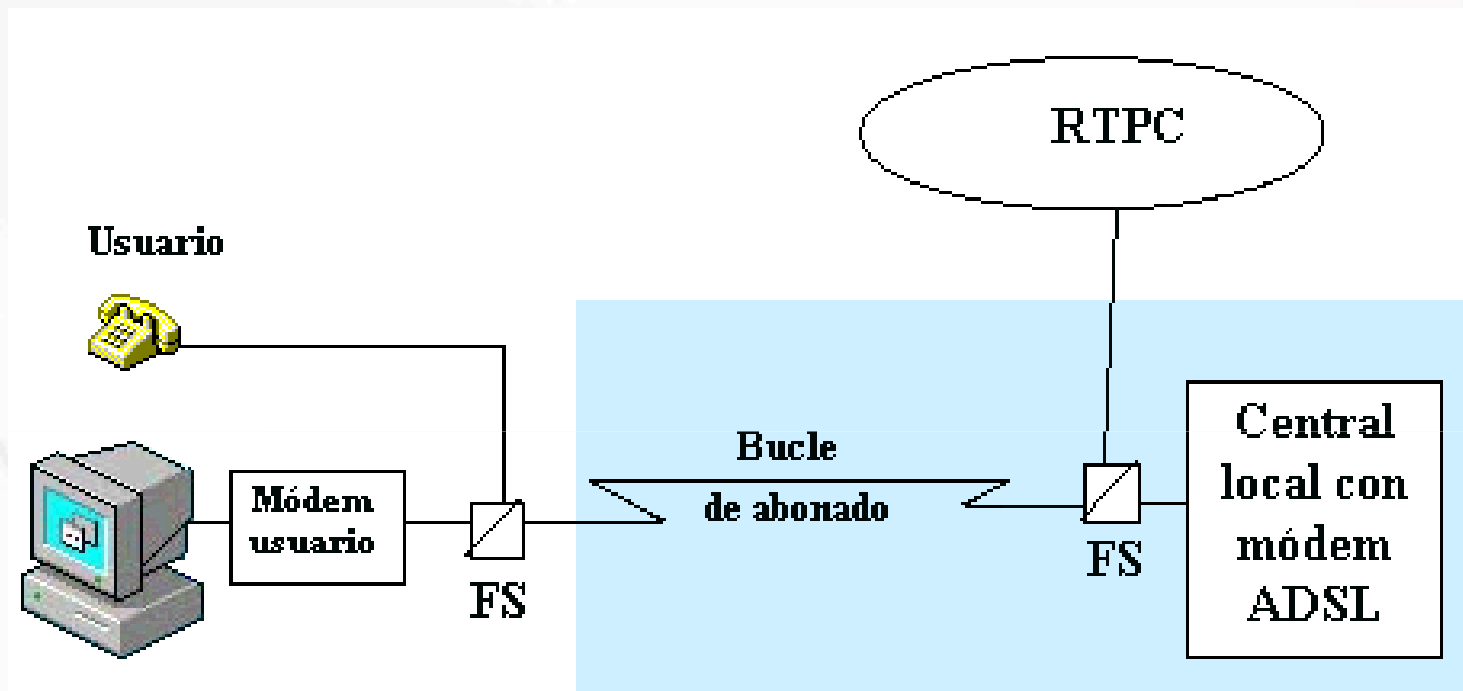 RTPC
Usuario
Módem
usuario
FS
Bucle
de abonado
FS
Central
local con
módem
ADSL